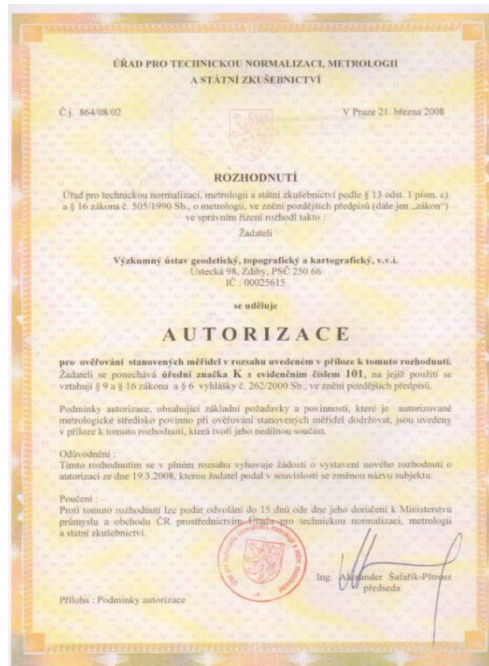 ÚŘAD PRO TECHNICKOU NORMALIZACI, METROLOGII
A STÁTNÍ ZKUŠEBNICTVÍ
Č.j. 864/08/02 V Praze 21. března 2008
ROZHODNUTÍ
Úřad pro technickou normalizaci, metrologii a státní zkušebnictví podle § 13 odst. 1 písm. c)
a § 16 zákona č. 505/1990 Sb., o metrologii, ve znění pozdějších předpisů (dále jen „zákon“)
ve správním řízení rozhodl takto :
Žadateli
Výzkumný ústav geodetický, topografický a kartografický, v.v.i.
Ústecká 98, Zdiby, PSČ 250 66
IČ : 00025615
se uděluje
AUTORIZACE
pro ověřování stanovených měřidel v rozsahu uvedeném v příloze k tomuto rozhodnutí.
Žadateli se ponechává úřední značka K s evidenčním číslem 101, na jejíž použití se
vztahují § 9 a § 16 zákona a § 6 vyhlášky č. 262/2000 Sb., ve znění pozdějších předpisů.
Podmínky autorizace, obsahující základní požadavky a povinnosti, které je autorizované
metrologické středisko povinno při ověřování stanovených měřidel dodržovat, jsou uvedeny
v příloze k tomuto rozhodnutí, která tvoří jeho nedílnou součást.
Odůvodnění :
Tímto rozhodnutím se v plném rozsahu vyhovuje žádosti o vystavení nového rozhodnutí o
autorizaci ze dne 19.3.2008, kterou žadatel podal v souvislosti se změnou názvu subjektu.
Poučení :
Proti tomuto rozhodnutí lze podat odvolání do 15 dnů ode dne jeho doručení k Ministerstvu
průmyslu a obchodu ČR prostřednictvím Úřadu pro technickou normalizaci, metrologii
a státní zkušebnictví.
Ing. Alexander Šafařík-Pštrosz
předseda
Příloha : Podmínky autorizace